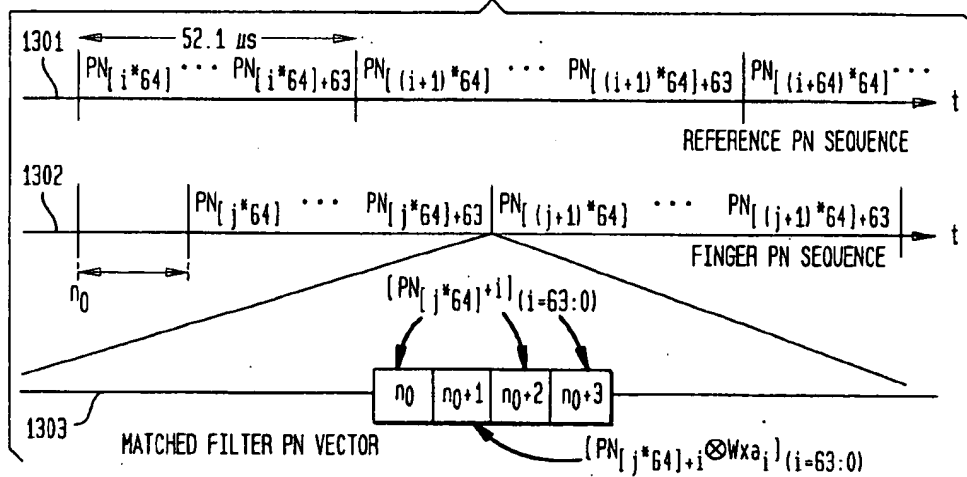 1301
52.1 µs
PN[i*64] ··· PN[i*64]+63 PN[(i+1)*64] ··· PN[(i+1)*64]+63 PN[(i+64)*64] ···
t
REFERENCE PN SEQUENCE
1302
PN[j*64] ··· PN[j*64]+63 PN[(j+1)*64] ··· PN[(j+1)*64]+63
t
FINGER PN SEQUENCE
n0
[PN[j*64]+i](i=63:0)
n0 n0+1 n0+2 n0+3
1303
MATCHED FILTER PN VECTOR
[PN[j*64]+i⊗Wxai](i=63:0)